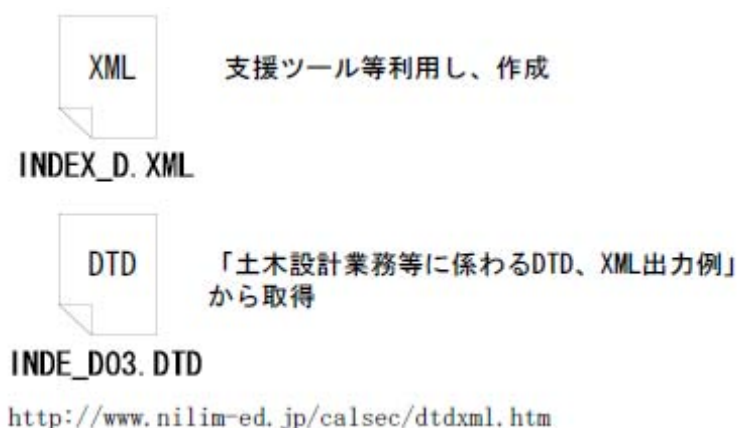 XML
支援ツール等利用し、作成
INDEX_D.XML
DTD
「土木設計業務等に係わるDTD、XML出力例」
から取得
INDE_D03.DTD
http://www.nilim-ed.jp/calsec/dtdxml.htm